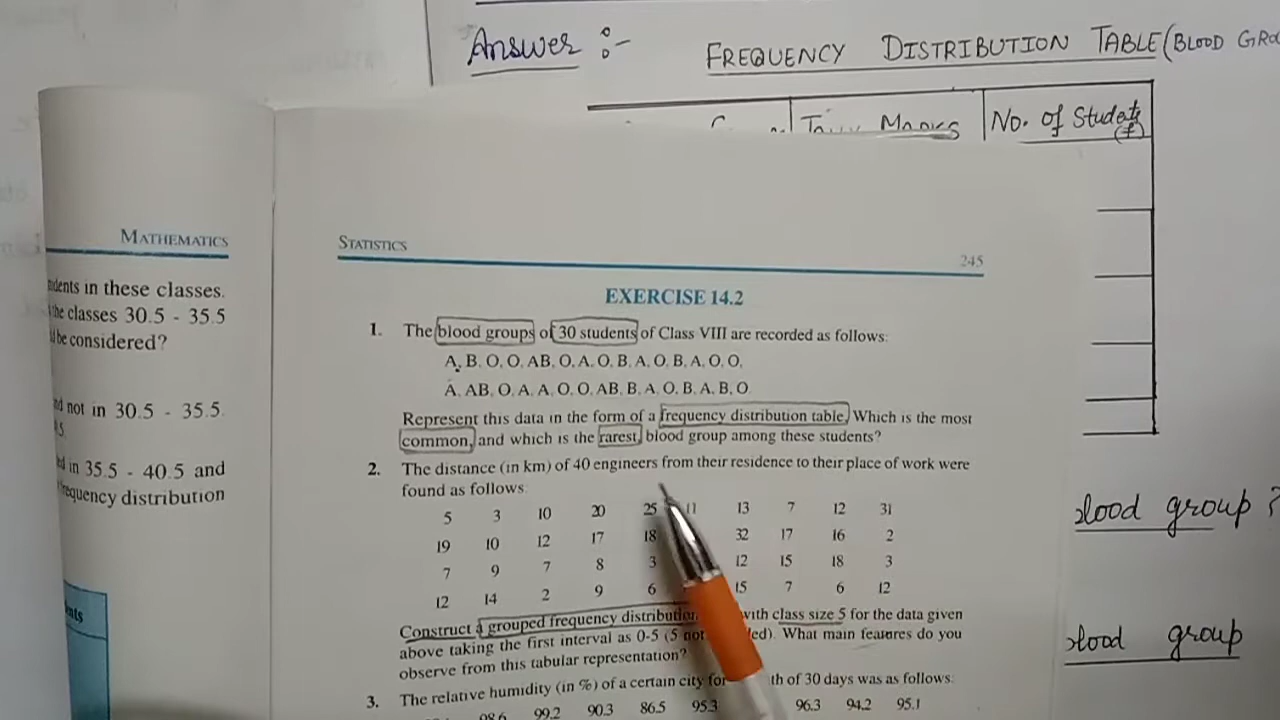 Answer :-
FREQUENCY DISTRIBUTION TABLE (BLOOD
Marks No. of Students (f)
MATHEMATICS
in these classes.
classes 30.5 - 35.5
be considered?
not in 30.5 - 35.5.
in 35.5 - 40.5 and
frequency distribution
STATISTICS 245
EXERCISE 14.2
1. The blood groups of 30 students of Class VIII are recorded as follows:
A, B, O, O, AB, O, A, O, B, A, O, B, A, O, O,
A, AB, O, A, A, O, O, AB, B, A, O, B, A, B, O
Represent this data in the form of a frequency distribution table. Which is the most
common, and which is the rarest, blood group among these students?
2. The distance (in km) of 40 engineers from their residence to their place of work were
found as follows:
5 3 10 20 25 11 13 7 12 31
19 10 12 17 18 32 17 16 2
7 9 7 8 3 12 15 18 3
12 14 2 9 6 15 7 6 12
Construct a grouped frequency distribution with class size 5 for the data given
above taking the first interval as 0-5 (5 not What main features do you
observe from this tabular representation?
3. The relative humidity (in %) of a certain city for of 30 days was as follows:
98.6 99.2 90.3 86.5 95.3 96.3 94.2 95.1
blood group ?
blood group